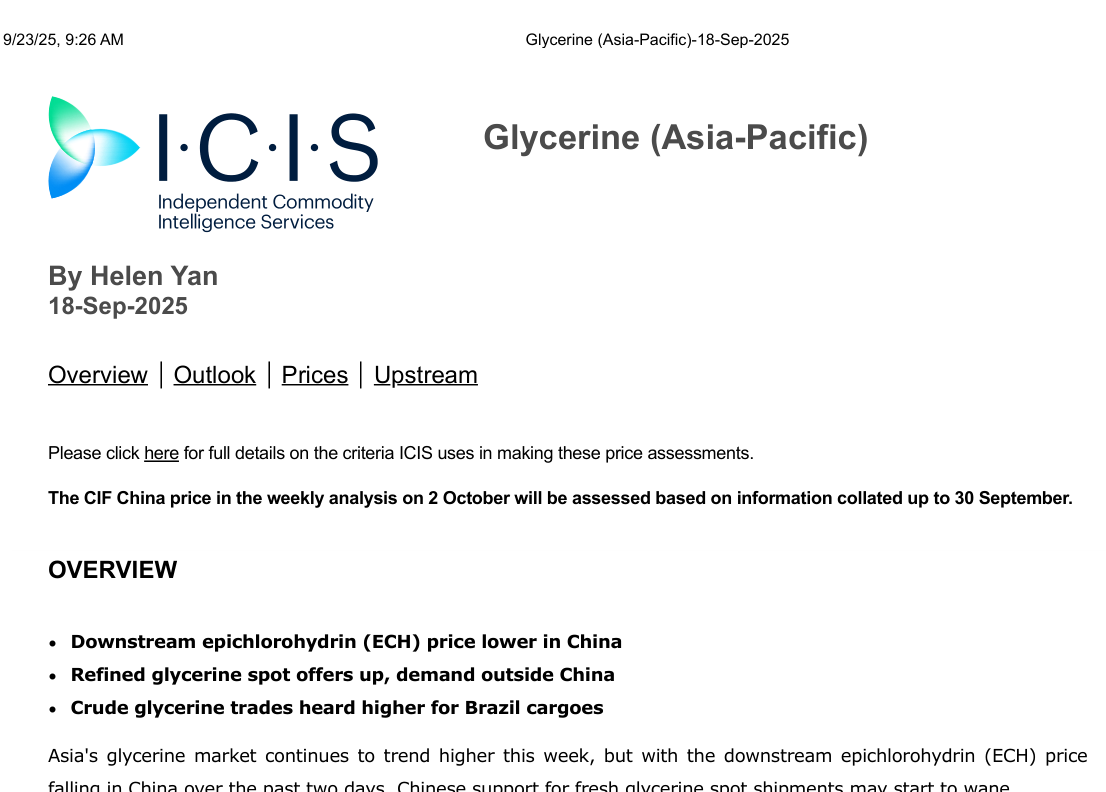 9/23/25, 9:26 AM
Glycerine (Asia-Pacific)-18-Sep-2025
I·C·I·S
Independent Commodity
Intelligence Services
Glycerine (Asia-Pacific)
By Helen Yan
18-Sep-2025
Overview | Outlook | Prices | Upstream
Please click here for full details on the criteria ICIS uses in making these price assessments.
The CIF China price in the weekly analysis on 2 October will be assessed based on information collated up to 30 September.
OVERVIEW
• Downstream epichlorohydrin (ECH) price lower in China
• Refined glycerine spot offers up, demand outside China
• Crude glycerine trades heard higher for Brazil cargoes
Asia's glycerine market continues to trend higher this week, but with the downstream epichlorohydrin (ECH) price
falling in China over the past two days, Chinese support for fresh glycerine spot shipments may start to wane.